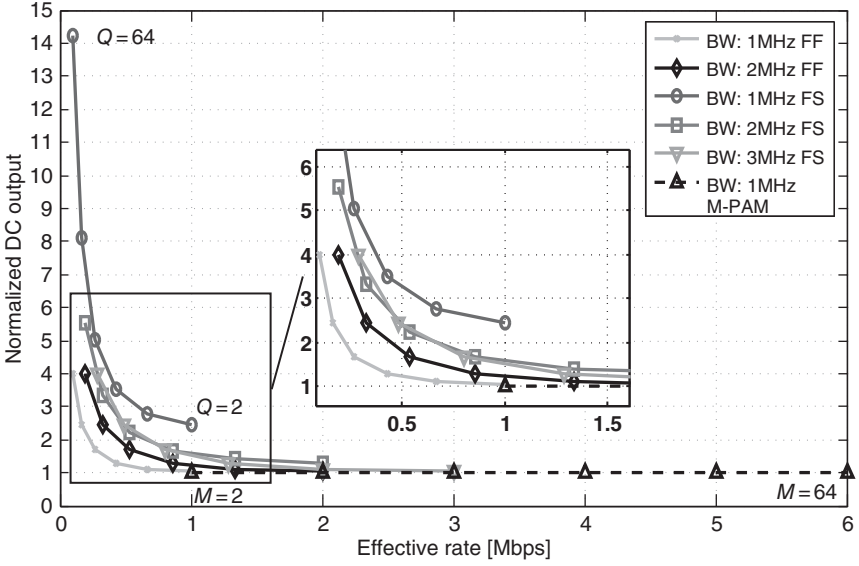 15
14
13
12
11
10
9
8
7
6
5
4
3
2
1
0
Normalized DC output
Q = 64
Q = 2
M = 2
M = 64
6
5
4
3
2
1
0.5
1
1.5
BW: 1MHz FF
BW: 2MHz FF
BW: 1MHz FS
BW: 2MHz FS
BW: 3MHz FS
BW: 1MHz
M-PAM
0
1
2
3
4
5
6
Effective rate [Mbps]